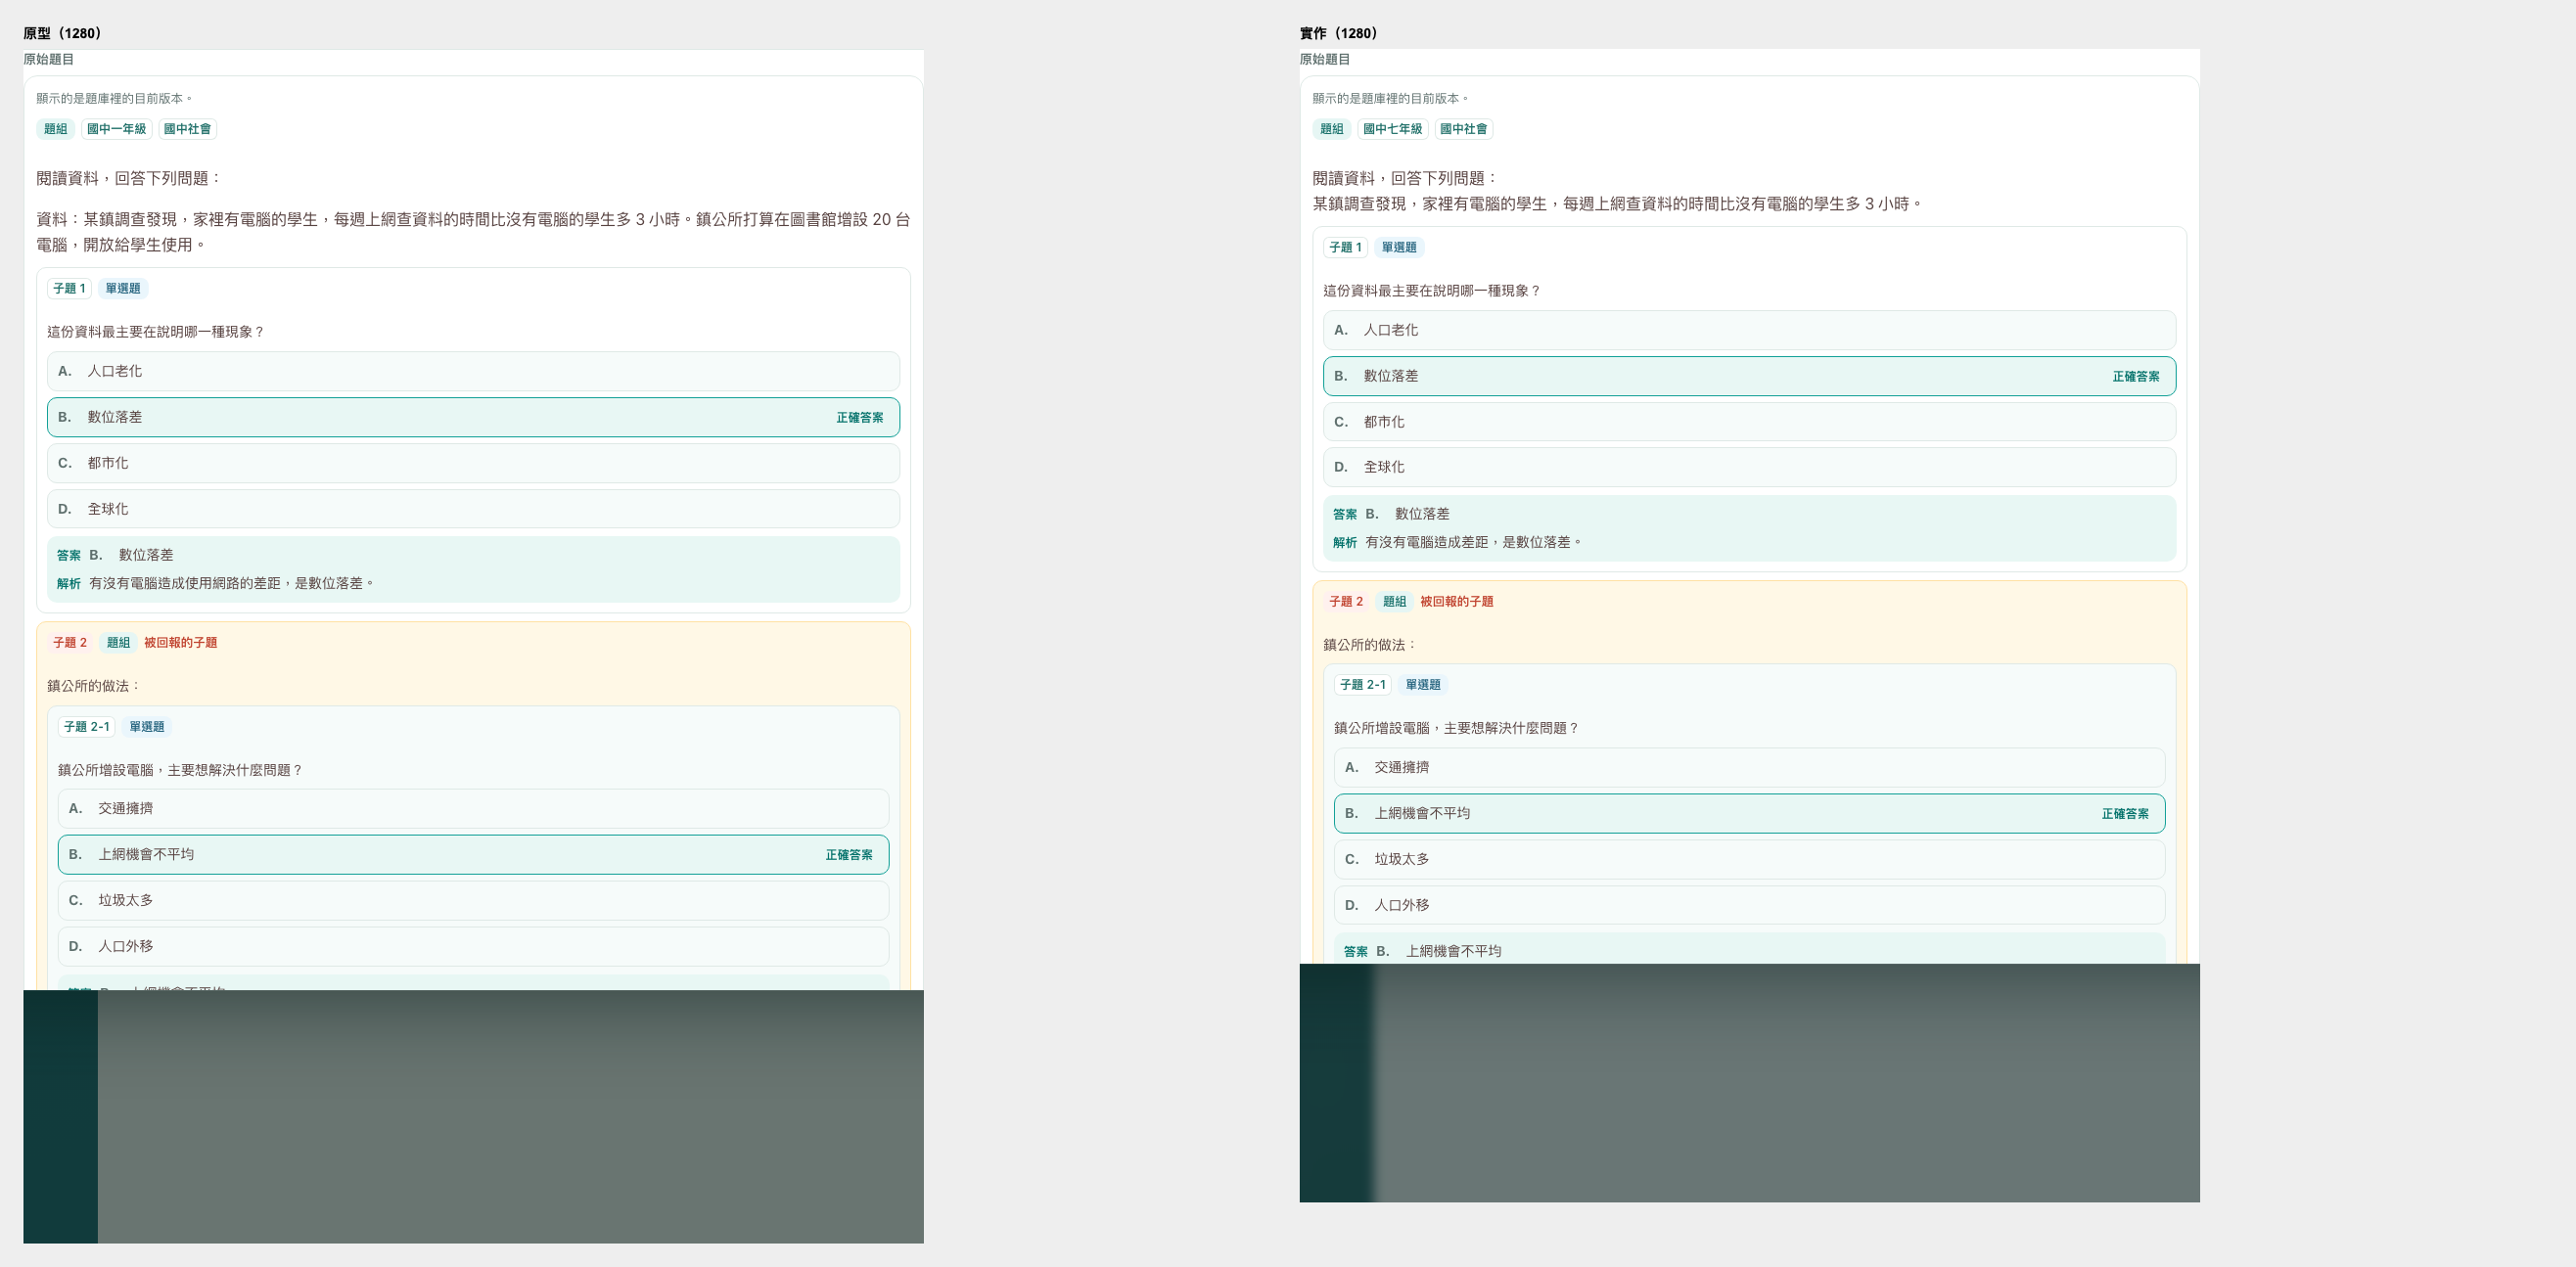 原型（1280）
原始題目
顯示的是題庫裡的目前版本。
題組 國中一年級 國中社會
閱讀資料，回答下列問題：
資料：某鎮調查發現，家裡有電腦的學生，每週上網查資料的時間比沒有電腦的學生多 3 小時。鎮公所打算在圖書館增設 20 台
電腦，開放給學生使用。
子題 1 單選題
這份資料最主要在說明哪一種現象？
A. 人口老化
B. 數位落差 正確答案
C. 都市化
D. 全球化
答案 B. 數位落差
解析 有沒有電腦造成使用網路的差距，是數位落差。
子題 2 題組 被回報的子題
鎮公所的做法：
子題 2-1 單選題
鎮公所增設電腦，主要想解決什麼問題？
A. 交通擁擠
B. 上網機會不平均 正確答案
C. 垃圾太多
D. 人口外移
實作（1280）
原始題目
顯示的是題庫裡的目前版本。
題組 國中七年級 國中社會
閱讀資料，回答下列問題：
某鎮調查發現，家裡有電腦的學生，每週上網查資料的時間比沒有電腦的學生多 3 小時。
子題 1 單選題
這份資料最主要在說明哪一種現象？
A. 人口老化
B. 數位落差 正確答案
C. 都市化
D. 全球化
答案 B. 數位落差
解析 有沒有電腦造成差距，是數位落差。
子題 2 題組 被回報的子題
鎮公所的做法：
子題 2-1 單選題
鎮公所增設電腦，主要想解決什麼問題？
A. 交通擁擠
B. 上網機會不平均 正確答案
C. 垃圾太多
D. 人口外移
答案 B. 上網機會不平均